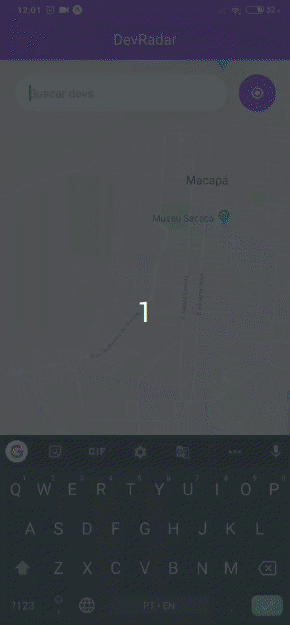 12:01
DevRadar
Buscar devs
Macapá
Museu Sacaca
1
GIF
Q W E R T Y U I O P
A S D F G H J K L
Z X C V B N M
?123 PT • EN